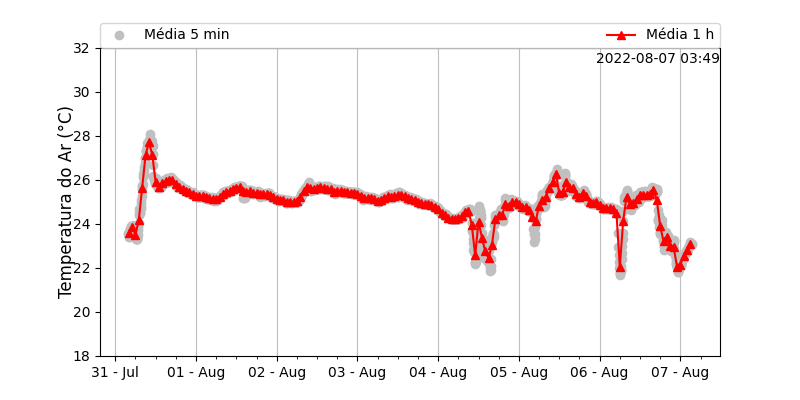 Média 5 min
Média 1 h
2022-08-07 03:49
Temperatura do Ar (°C)
32
30
28
26
24
22
20
18
31 - Jul
01 - Aug
02 - Aug
03 - Aug
04 - Aug
05 - Aug
06 - Aug
07 - Aug